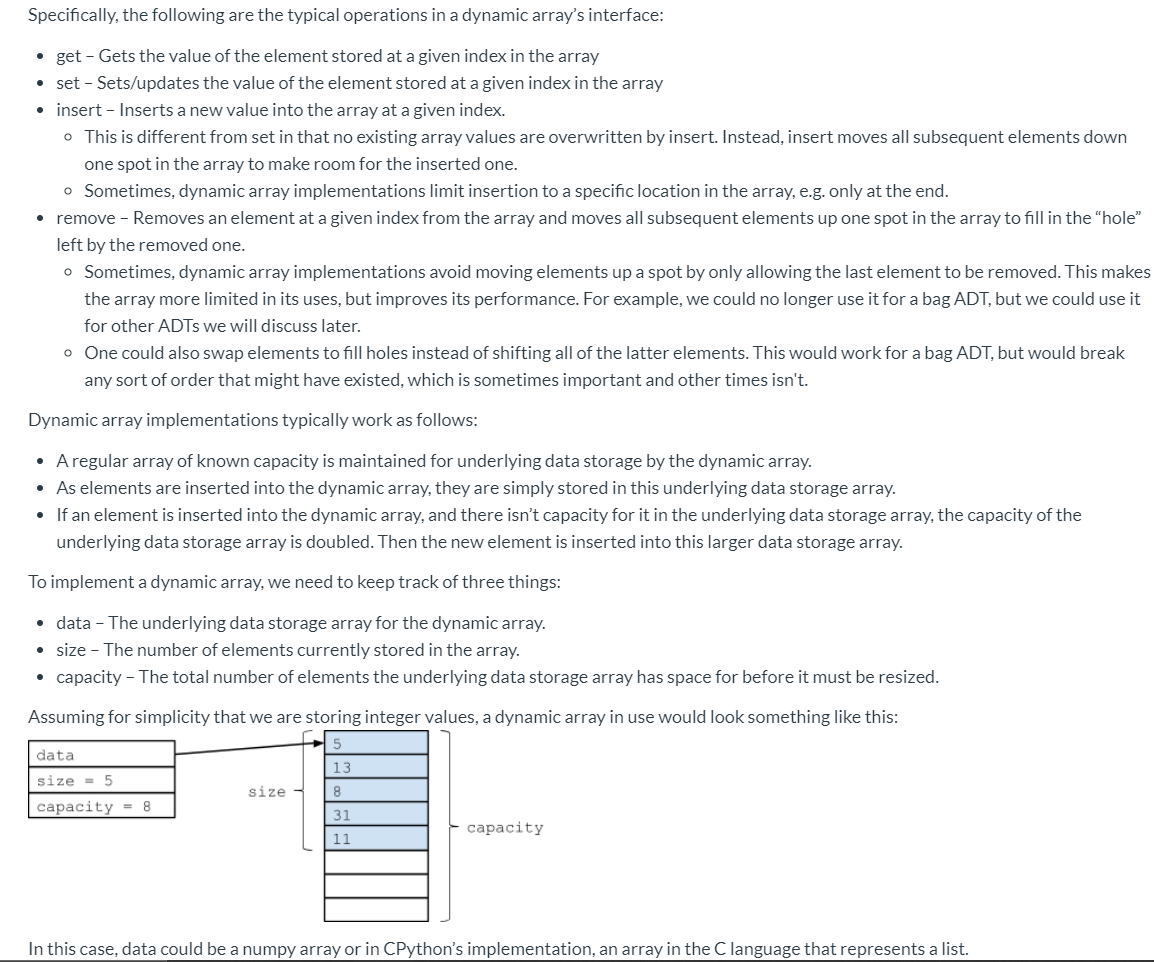 Specifically, the following are the typical operations in a dynamic array's interface:
• get – Gets the value of the element stored at a given index in the array
• set – Sets/updates the value of the element stored at a given index in the array
• insert – Inserts a new value into the array at a given index.
◦ This is different from set in that no existing array values are overwritten by insert. Instead, insert moves all subsequent elements down
one spot in the array to make room for the inserted one.
◦ Sometimes, dynamic array implementations limit insertion to a specific location in the array, e.g. only at the end.
• remove – Removes an element at a given index from the array and moves all subsequent elements up one spot in the array to fill in the “hole”
left by the removed one.
◦ Sometimes, dynamic array implementations avoid moving elements up a spot by only allowing the last element to be removed. This makes
the array more limited in its uses, but improves its performance. For example, we could no longer use it for a bag ADT, but we could use it
for other ADTs we will discuss later.
◦ One could also swap elements to fill holes instead of shifting all of the latter elements. This would work for a bag ADT, but would break
any sort of order that might have existed, which is sometimes important and other times isn't.
Dynamic array implementations typically work as follows:
• A regular array of known capacity is maintained for underlying data storage by the dynamic array.
• As elements are inserted into the dynamic array, they are simply stored in this underlying data storage array.
• If an element is inserted into the dynamic array, and there isn’t capacity for it in the underlying data storage array, the capacity of the
underlying data storage array is doubled. Then the new element is inserted into this larger data storage array.
To implement a dynamic array, we need to keep track of three things:
• data – The underlying data storage array for the dynamic array.
• size – The number of elements currently stored in the array.
• capacity – The total number of elements the underlying data storage array has space for before it must be resized.
Assuming for simplicity that we are storing integer values, a dynamic array in use would look something like this:
data
size = 5
capacity = 8
size
5
13
8
31
11
capacity
In this case, data could be a numpy array or in CPython’s implementation, an array in the C language that represents a list.